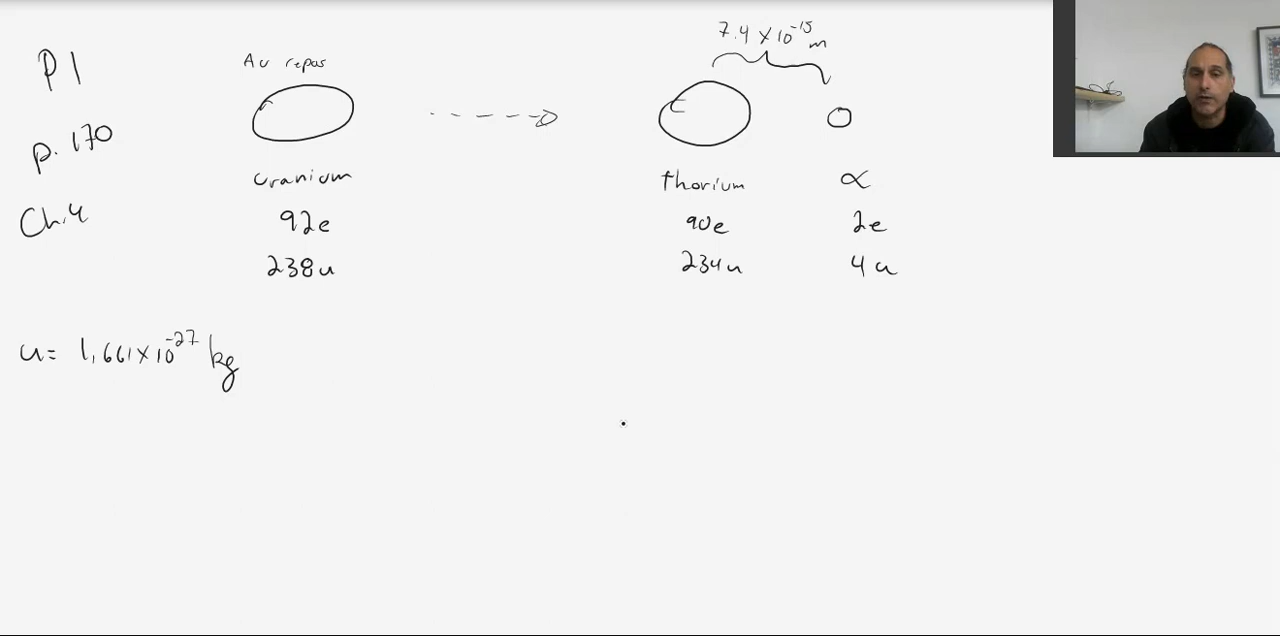 P1
p. 170
Ch.4
Au repos
uranium
92e
238u
7.4 × 10⁻¹⁵ m
thorium
α
90e
2e
234u
4u
u = 1,661×10⁻²⁷ kg